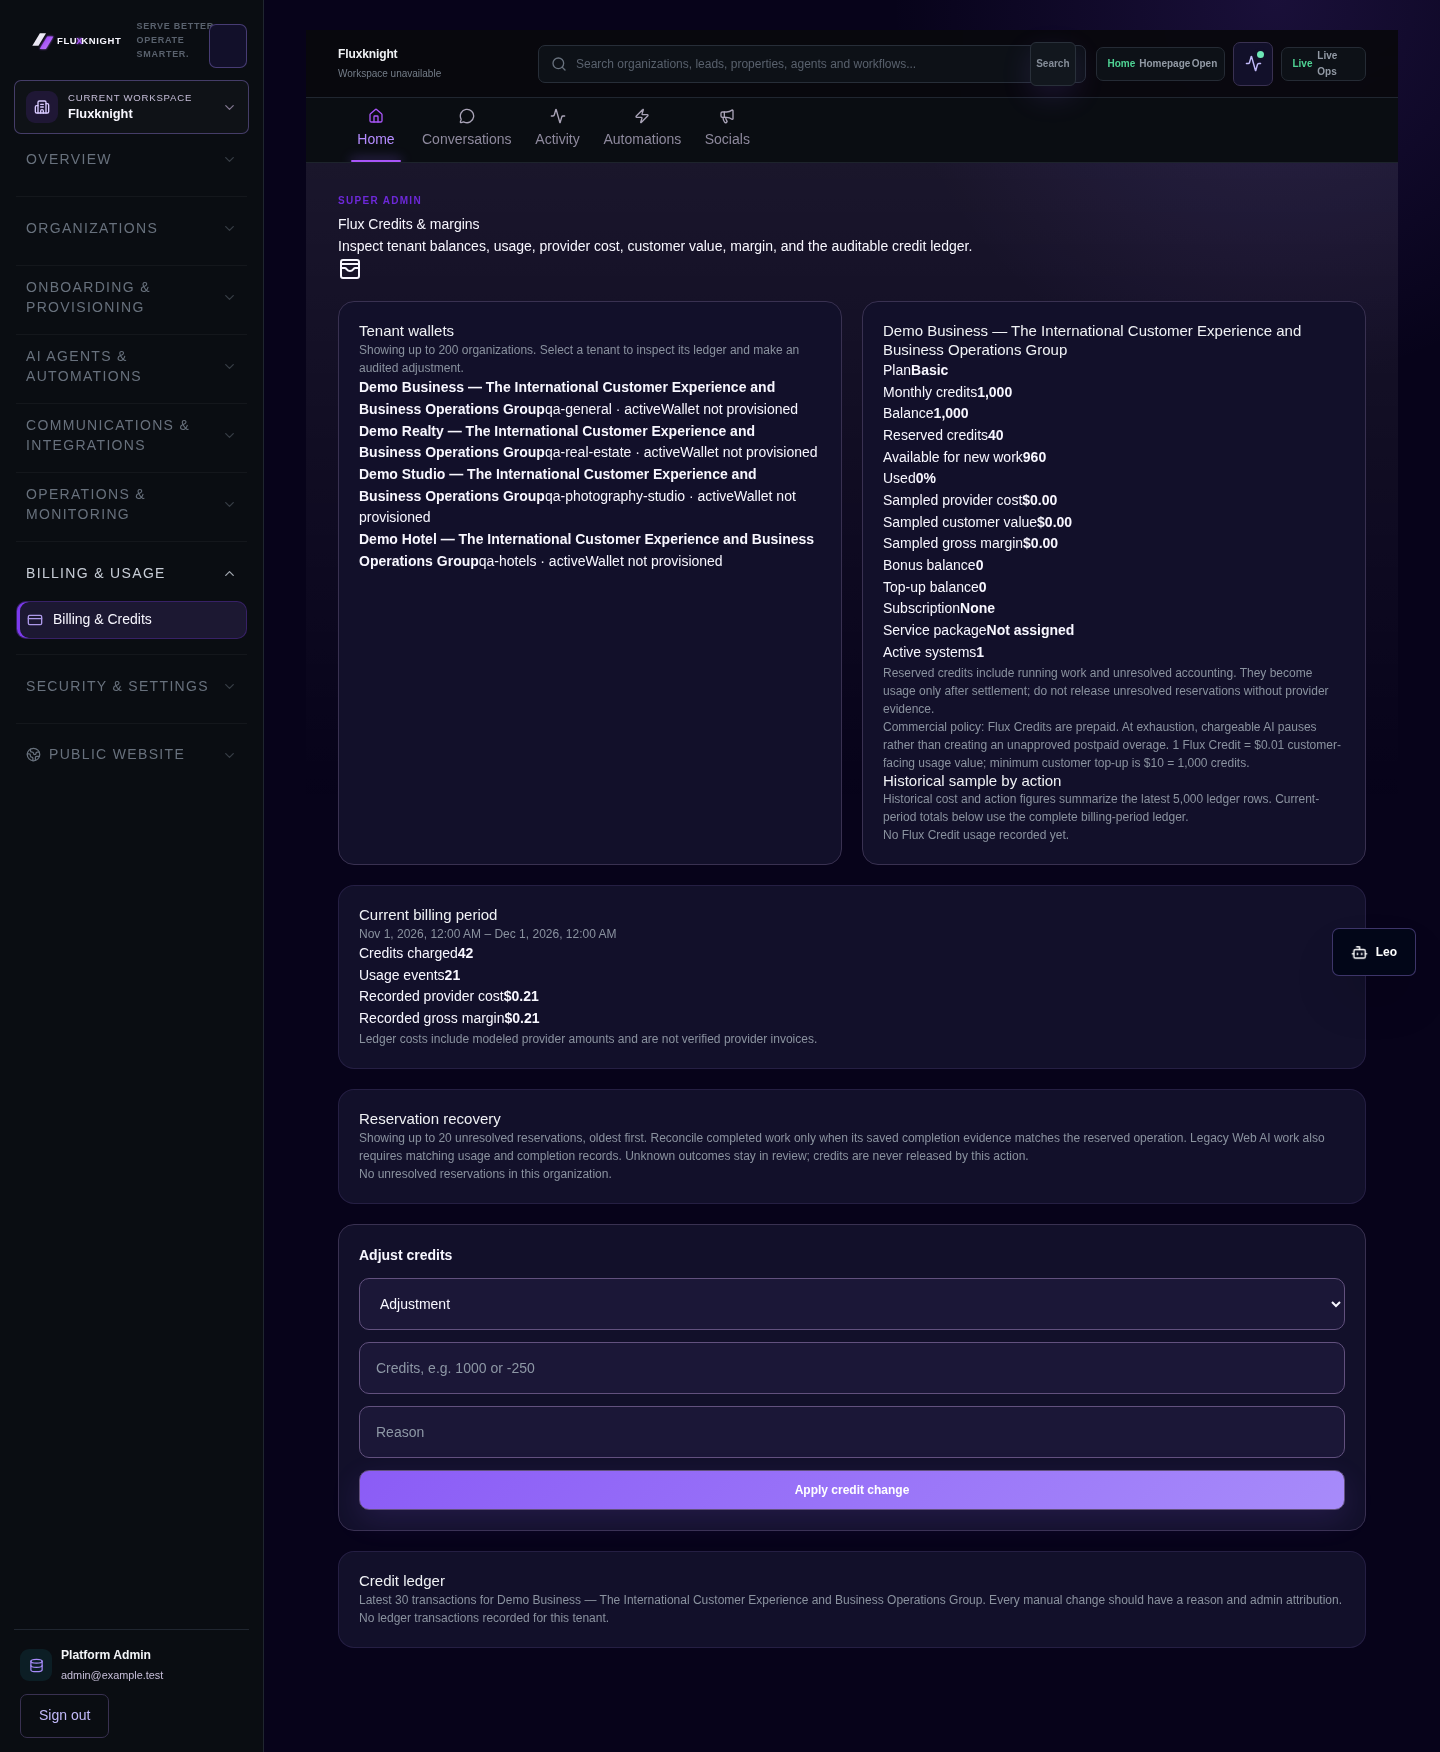 FLUXKNIGHT
SERVE BETTER
OPERATE
SMARTER.
CURRENT WORKSPACE
Fluxknight
OVERVIEW
ORGANIZATIONS
ONBOARDING &
PROVISIONING
AI AGENTS &
AUTOMATIONS
COMMUNICATIONS &
INTEGRATIONS
OPERATIONS &
MONITORING
BILLING & USAGE
Billing & Credits
SECURITY & SETTINGS
PUBLIC WEBSITE
Platform Admin
admin@example.test
Sign out
Fluxknight
Workspace unavailable
Search organizations, leads, properties, agents and workflows...
Search
Home Homepage Open
Live Live
Ops
Home Conversations Activity Automations Socials
SUPER ADMIN
Flux Credits & margins
Inspect tenant balances, usage, provider cost, customer value, margin, and the auditable credit ledger.
Tenant wallets
Showing up to 200 organizations. Select a tenant to inspect its ledger and make an
audited adjustment.
Demo Business — The International Customer Experience and
Business Operations Groupqa-general · activeWallet not provisioned
Demo Realty — The International Customer Experience and
Business Operations Groupqa-real-estate · activeWallet not provisioned
Demo Studio — The International Customer Experience and
Business Operations Groupqa-photography-studio · activeWallet not
provisioned
Demo Hotel — The International Customer Experience and Business
Operations Groupqa-hotels · activeWallet not provisioned
Demo Business — The International Customer Experience and
Business Operations Group
PlanBasic
Monthly credits1,000
Balance1,000
Reserved credits40
Available for new work960
Used0%
Sampled provider cost$0.00
Sampled customer value$0.00
Sampled gross margin$0.00
Bonus balance0
Top-up balance0
SubscriptionNone
Service packageNot assigned
Active systems1
Reserved credits include running work and unresolved accounting. They become
usage only after settlement; do not release unresolved reservations without provider
evidence.
Commercial policy: Flux Credits are prepaid. At exhaustion, chargeable AI pauses
rather than creating an unapproved postpaid overage. 1 Flux Credit = $0.01 customer-
facing usage value; minimum customer top-up is $10 = 1,000 credits.
Historical sample by action
Historical cost and action figures summarize the latest 5,000 ledger rows. Current-
period totals below use the complete billing-period ledger.
No Flux Credit usage recorded yet.
Current billing period
Nov 1, 2026, 12:00 AM – Dec 1, 2026, 12:00 AM
Credits charged42
Usage events21
Recorded provider cost$0.21
Recorded gross margin$0.21
Ledger costs include modeled provider amounts and are not verified provider invoices.
Leo
Reservation recovery
Showing up to 20 unresolved reservations, oldest first. Reconcile completed work only when its saved completion evidence matches the reserved operation. Legacy Web AI work also
requires matching usage and completion records. Unknown outcomes stay in review; credits are never released by this action.
No unresolved reservations in this organization.
Adjust credits
Adjustment
Credits, e.g. 1000 or -250
Reason
Apply credit change
Credit ledger
Latest 30 transactions for Demo Business — The International Customer Experience and Business Operations Group. Every manual change should have a reason and admin attribution.
No ledger transactions recorded for this tenant.